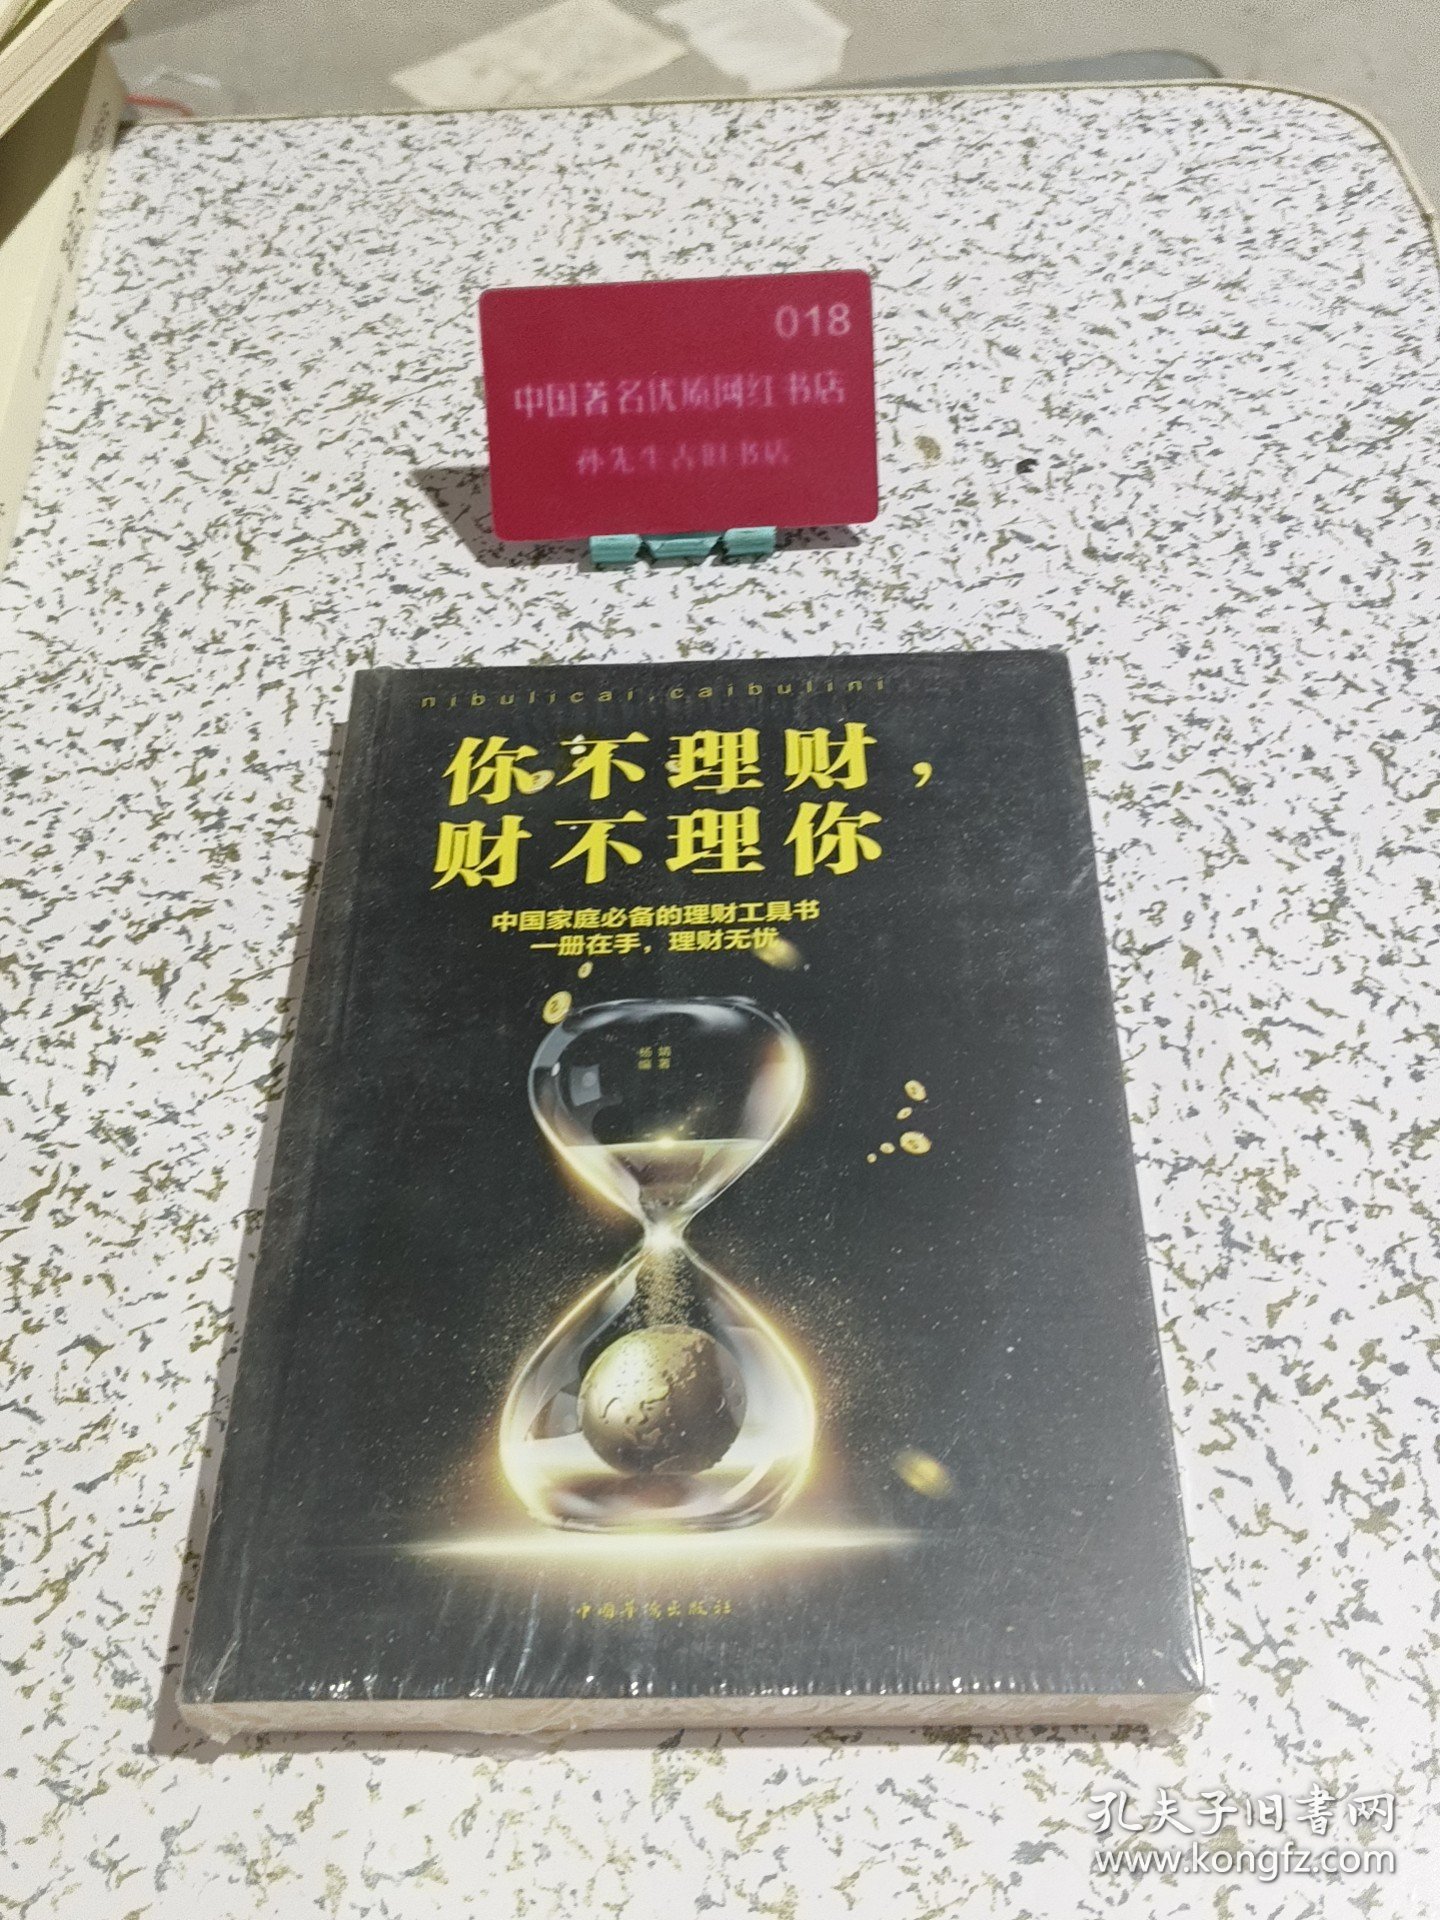 018
中国著名优质网红书店
孙先生古旧书店
nibulicai,caibulini
你不理财，
财不理你
中国家庭必备的理财工具书
一册在手，理财无忧
杨婧
编著
中国华侨出版社
孔夫子旧书网
www.kongfz.com